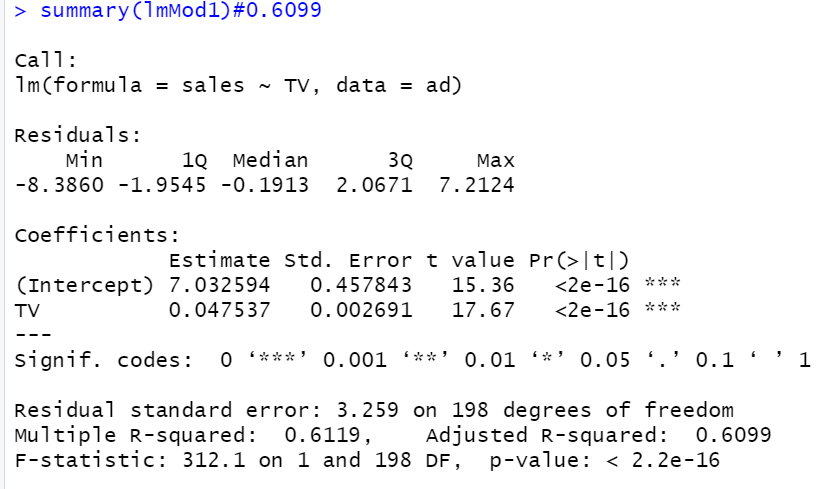 > summary(lmMod1)#0.6099
Call:
lm(formula = sales ~ TV, data = ad)
Residuals:
    Min      1Q  Median      3Q     Max
-8.3860 -1.9545 -0.1913  2.0671  7.2124
Coefficients:
            Estimate Std. Error t value Pr(>|t|)
(Intercept) 7.032594   0.457843   15.36   <2e-16 ***
TV          0.047537   0.002691   17.67   <2e-16 ***
---
Signif. codes:  0 ‘***’ 0.001 ‘**’ 0.01 ‘*’ 0.05 ‘.’ 0.1 ‘ ’ 1
Residual standard error: 3.259 on 198 degrees of freedom
Multiple R-squared:  0.6119,    Adjusted R-squared:  0.6099
F-statistic: 312.1 on 1 and 198 DF,  p-value: < 2.2e-16